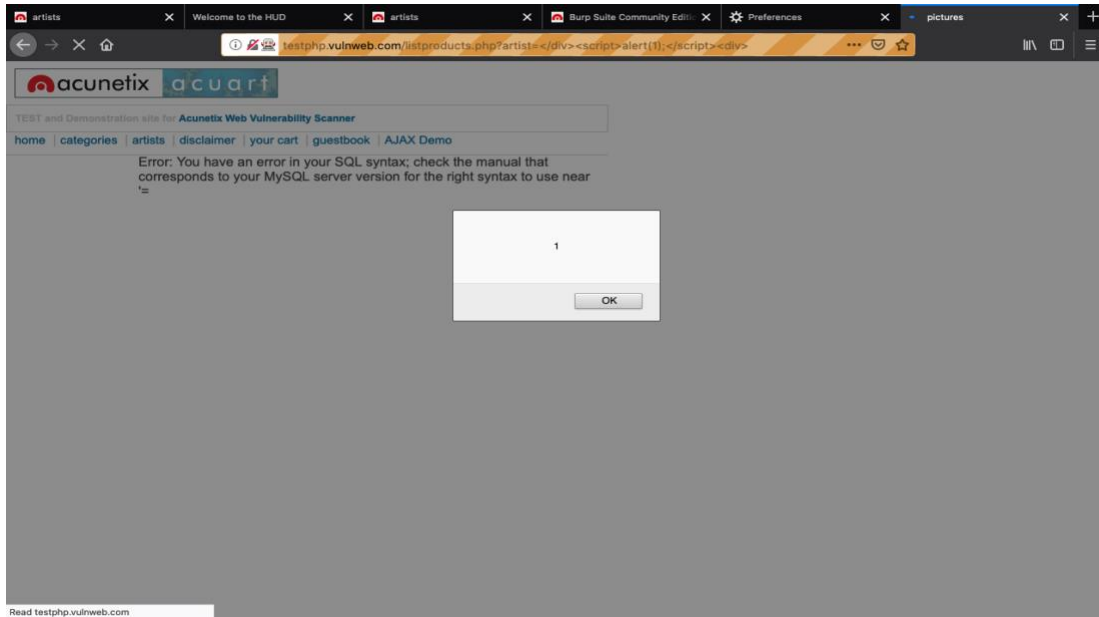 artists
Welcome to the HUD
artists
Burp Suite Community Editio
Preferences
pictures
testphp.vulnweb.com/listproducts.php?artist=</div><script>alert(1);</script><div>
acunetix acuart
TEST and Demonstration site for Acunetix Web Vulnerability Scanner
home | categories | artists | disclaimer | your cart | guestbook | AJAX Demo
Error: You have an error in your SQL syntax; check the manual that
corresponds to your MySQL server version for the right syntax to use near
'=
1
OK
Read testphp.vulnweb.com